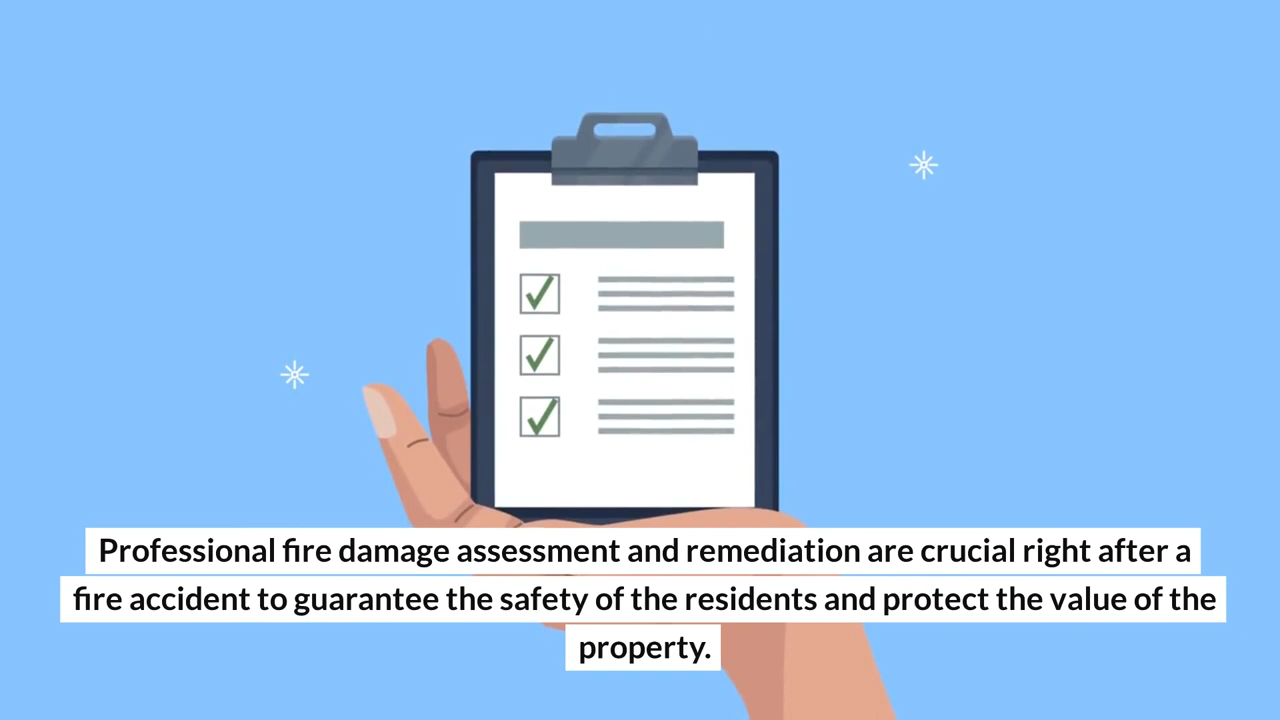 Professional fire damage assessment and remediation are crucial right after a
fire accident to guarantee the safety of the residents and protect the value of the
property.